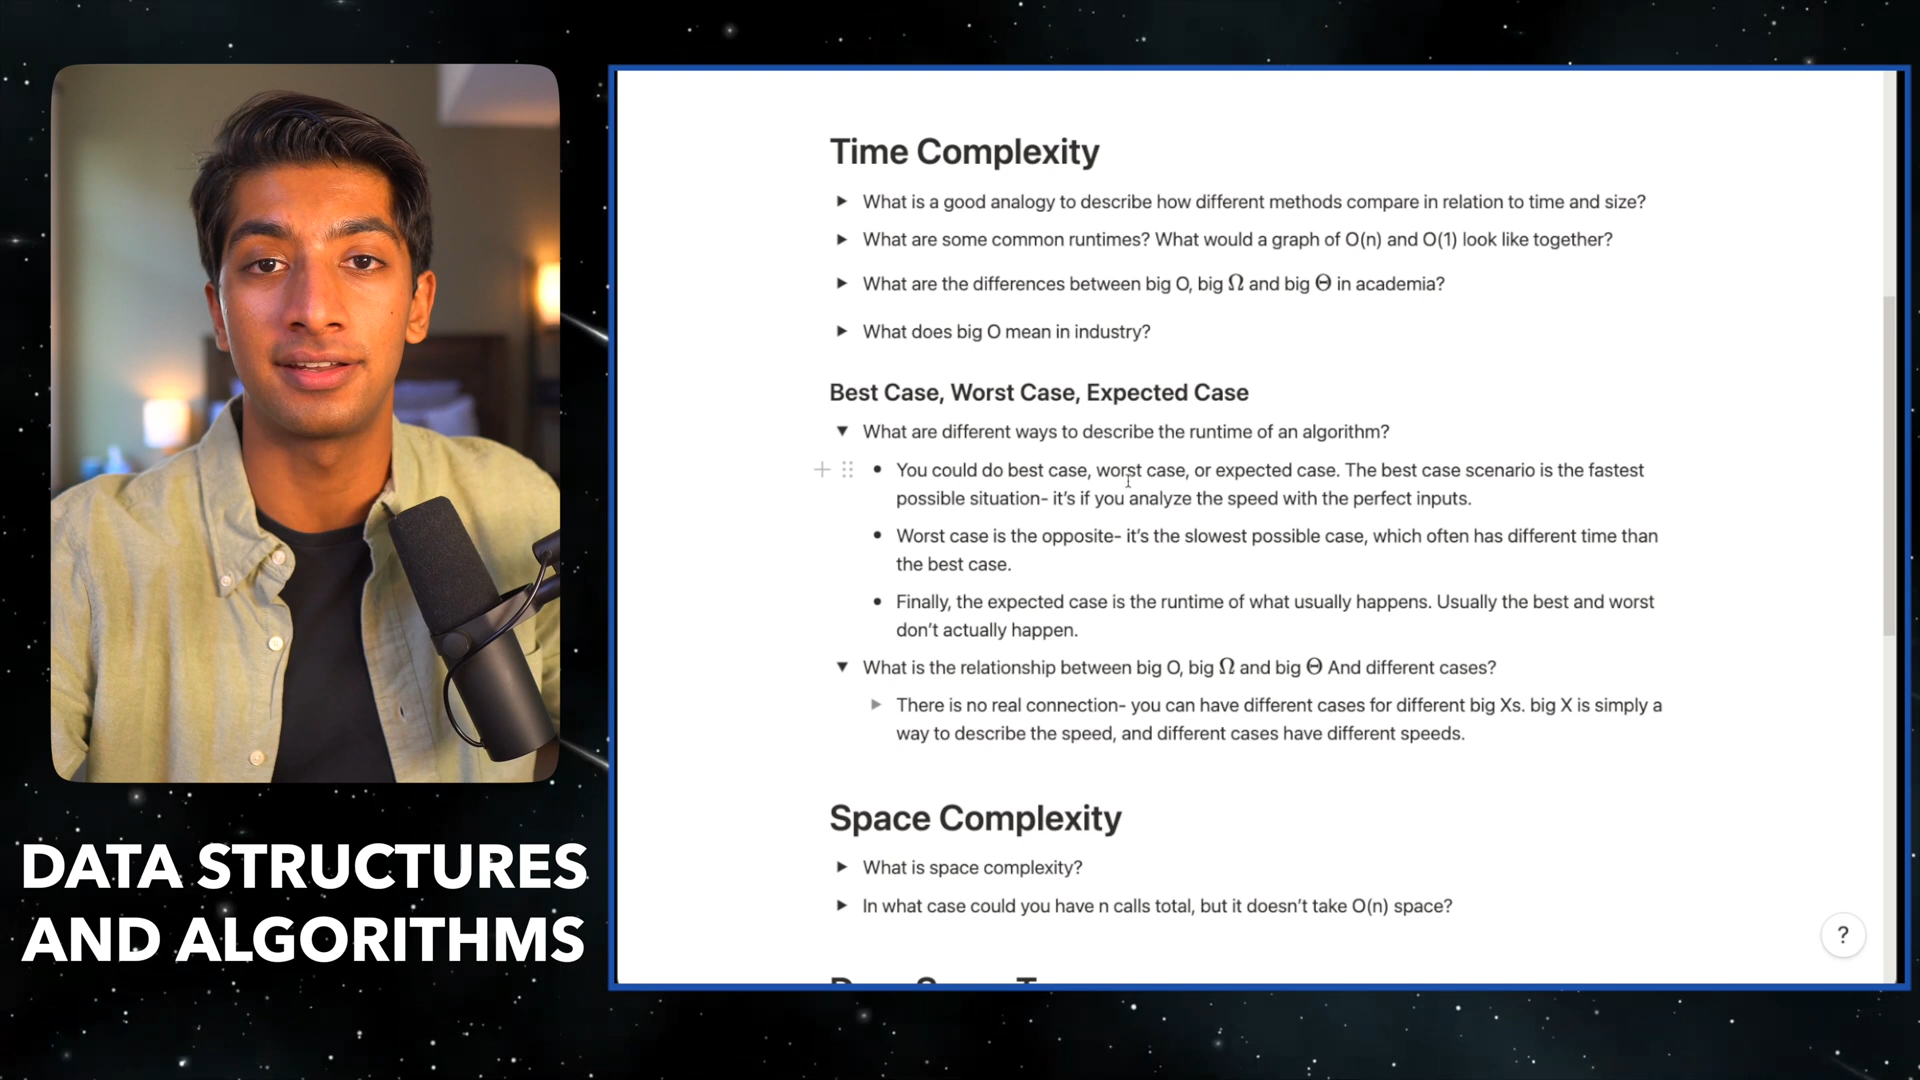 DATA STRUCTURES
AND ALGORITHMS
Time Complexity
What is a good analogy to describe how different methods compare in relation to time and size?
What are some common runtimes? What would a graph of O(n) and O(1) look like together?
What are the differences between big O, big Ω and big Θ in academia?
What does big O mean in industry?
Best Case, Worst Case, Expected Case
What are different ways to describe the runtime of an algorithm?
You could do best case, worst case, or expected case. The best case scenario is the fastest
possible situation- it’s if you analyze the speed with the perfect inputs.
Worst case is the opposite- it’s the slowest possible case, which often has different time than
the best case.
Finally, the expected case is the runtime of what usually happens. Usually the best and worst
don’t actually happen.
What is the relationship between big O, big Ω and big Θ And different cases?
There is no real connection- you can have different cases for different big Xs. big X is simply a
way to describe the speed, and different cases have different speeds.
Space Complexity
What is space complexity?
In what case could you have n calls total, but it doesn’t take O(n) space?
?